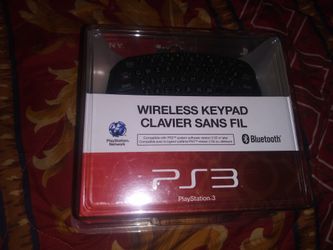 WIRELESS KEYPAD
CLAVIER SANS FIL
PlayStation
Network
Bluetooth®
PS3
PlayStation 3